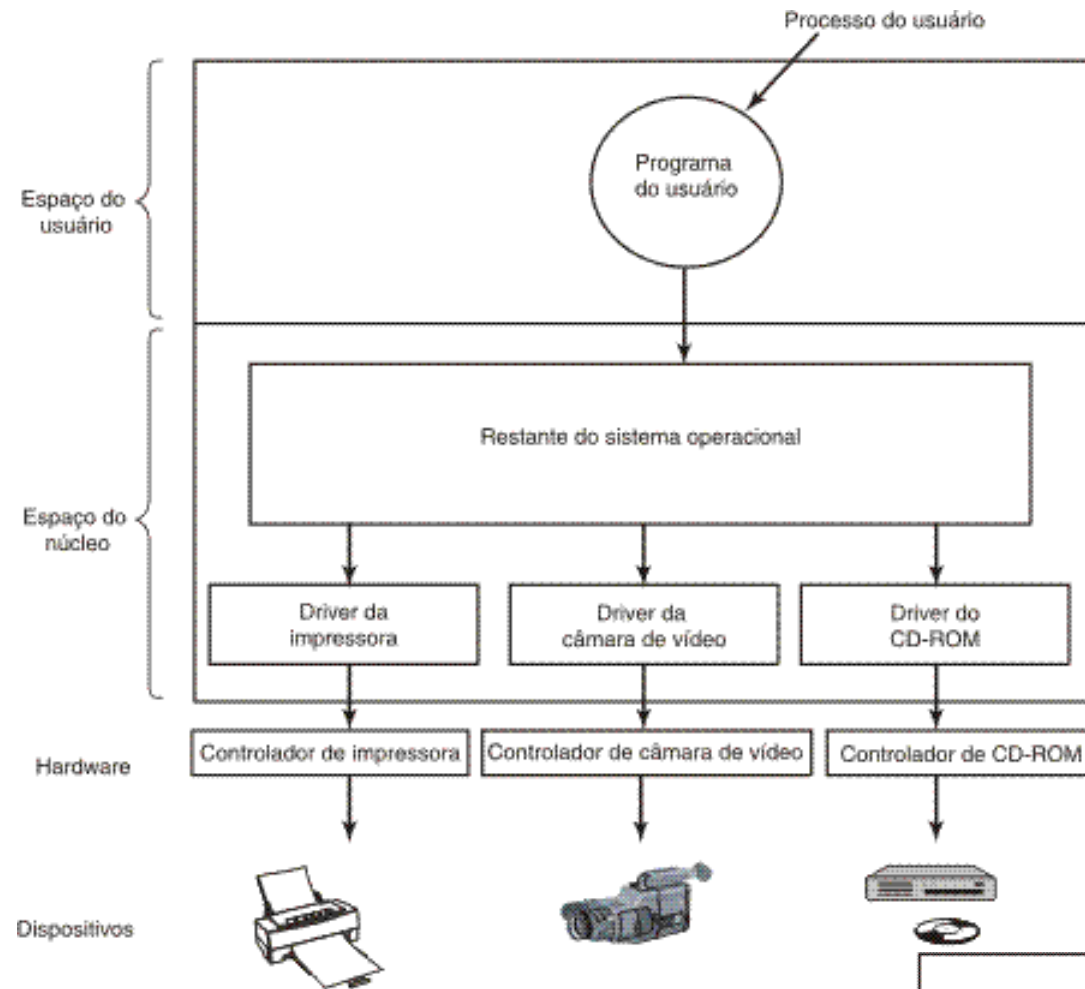 Processo do usuário
Programa
do usuário
Espaço do
usuário
Restante do sistema operacional
Espaço do
núcleo
Driver da
impressora
Driver da
câmara de vídeo
Driver do
CD-ROM
Hardware
Controlador de impressora
Controlador de câmara de vídeo
Controlador de CD-ROM
Dispositivos